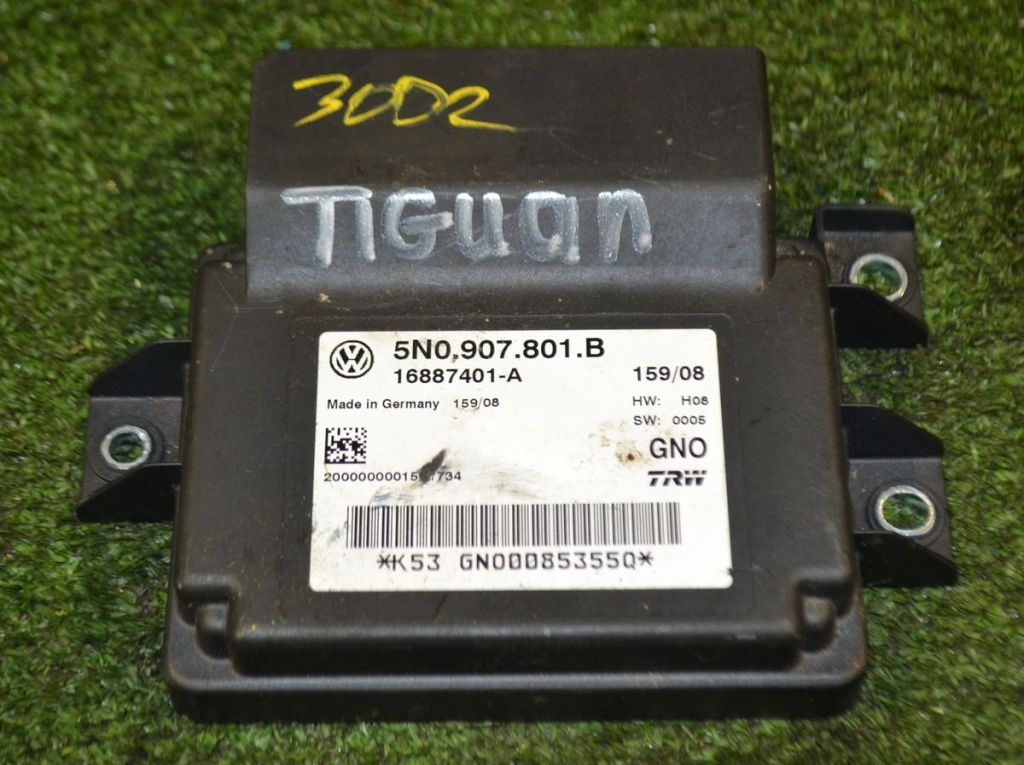 30D2
TIGUan
5N0.907.801.B
16887401-A
159/08
Made in Germany 159/08
HW: H08
SW: 0005
GNO
TRW
*K53 GNO0085355Q*